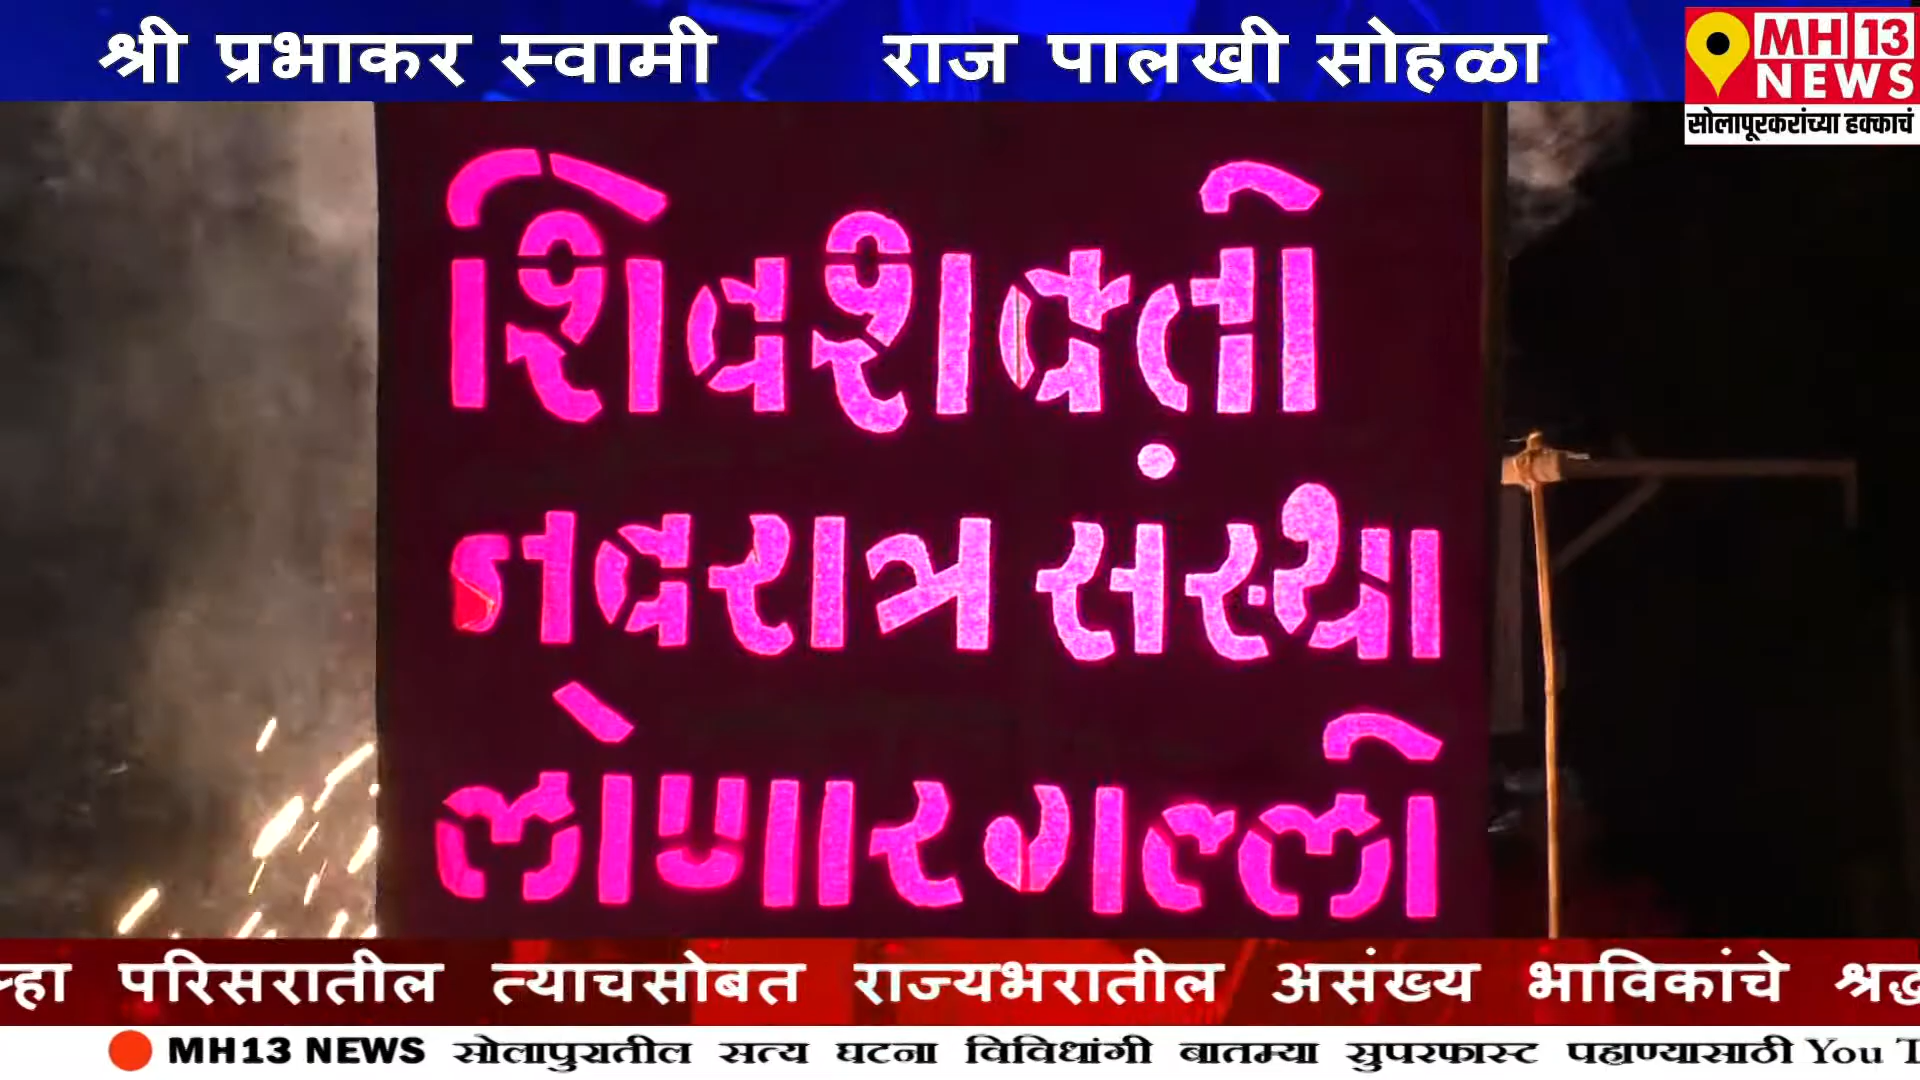 श्री प्रभाकर स्वामी राज पालखी सोहळा
MH 13
NEWS
सोलापूरकरांच्या हक्काचं
शिवशक्ती
नवरात्र संस्था
लोणार गल्ली
परिसरातील त्याचसोबत राज्यभरातील असंख्य भाविकांचे
MH13 NEWS सोलापुरातील सत्य घटना विविधांगी बातम्या सुपरफास्ट पहाण्यासाठी You T